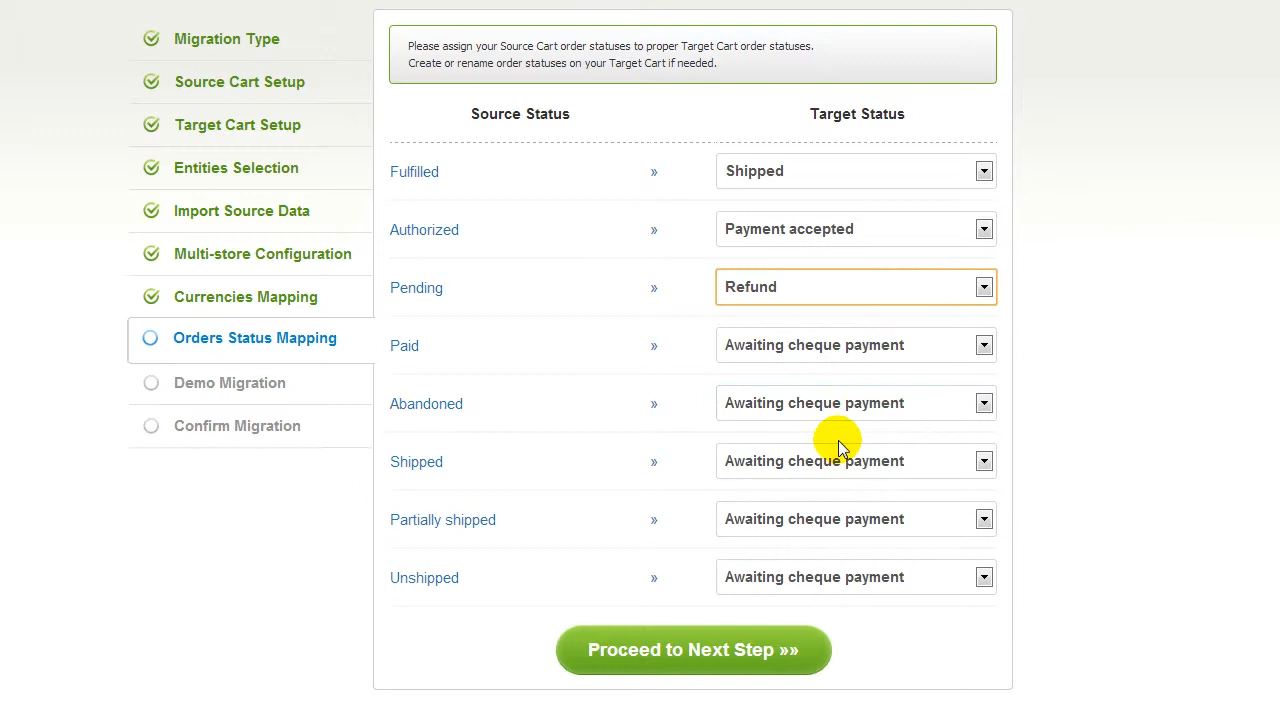 Migration Type
Source Cart Setup
Target Cart Setup
Entities Selection
Import Source Data
Multi-store Configuration
Currencies Mapping
Orders Status Mapping
Demo Migration
Confirm Migration
Please assign your Source Cart order statuses to proper Target Cart order statuses.
Create or rename order statuses on your Target Cart if needed.
Source Status Target Status
Fulfilled » Shipped
Authorized » Payment accepted
Pending » Refund
Paid » Awaiting cheque payment
Abandoned » Awaiting cheque payment
Shipped » Awaiting cheque payment
Partially shipped » Awaiting cheque payment
Unshipped » Awaiting cheque payment
Proceed to Next Step »»